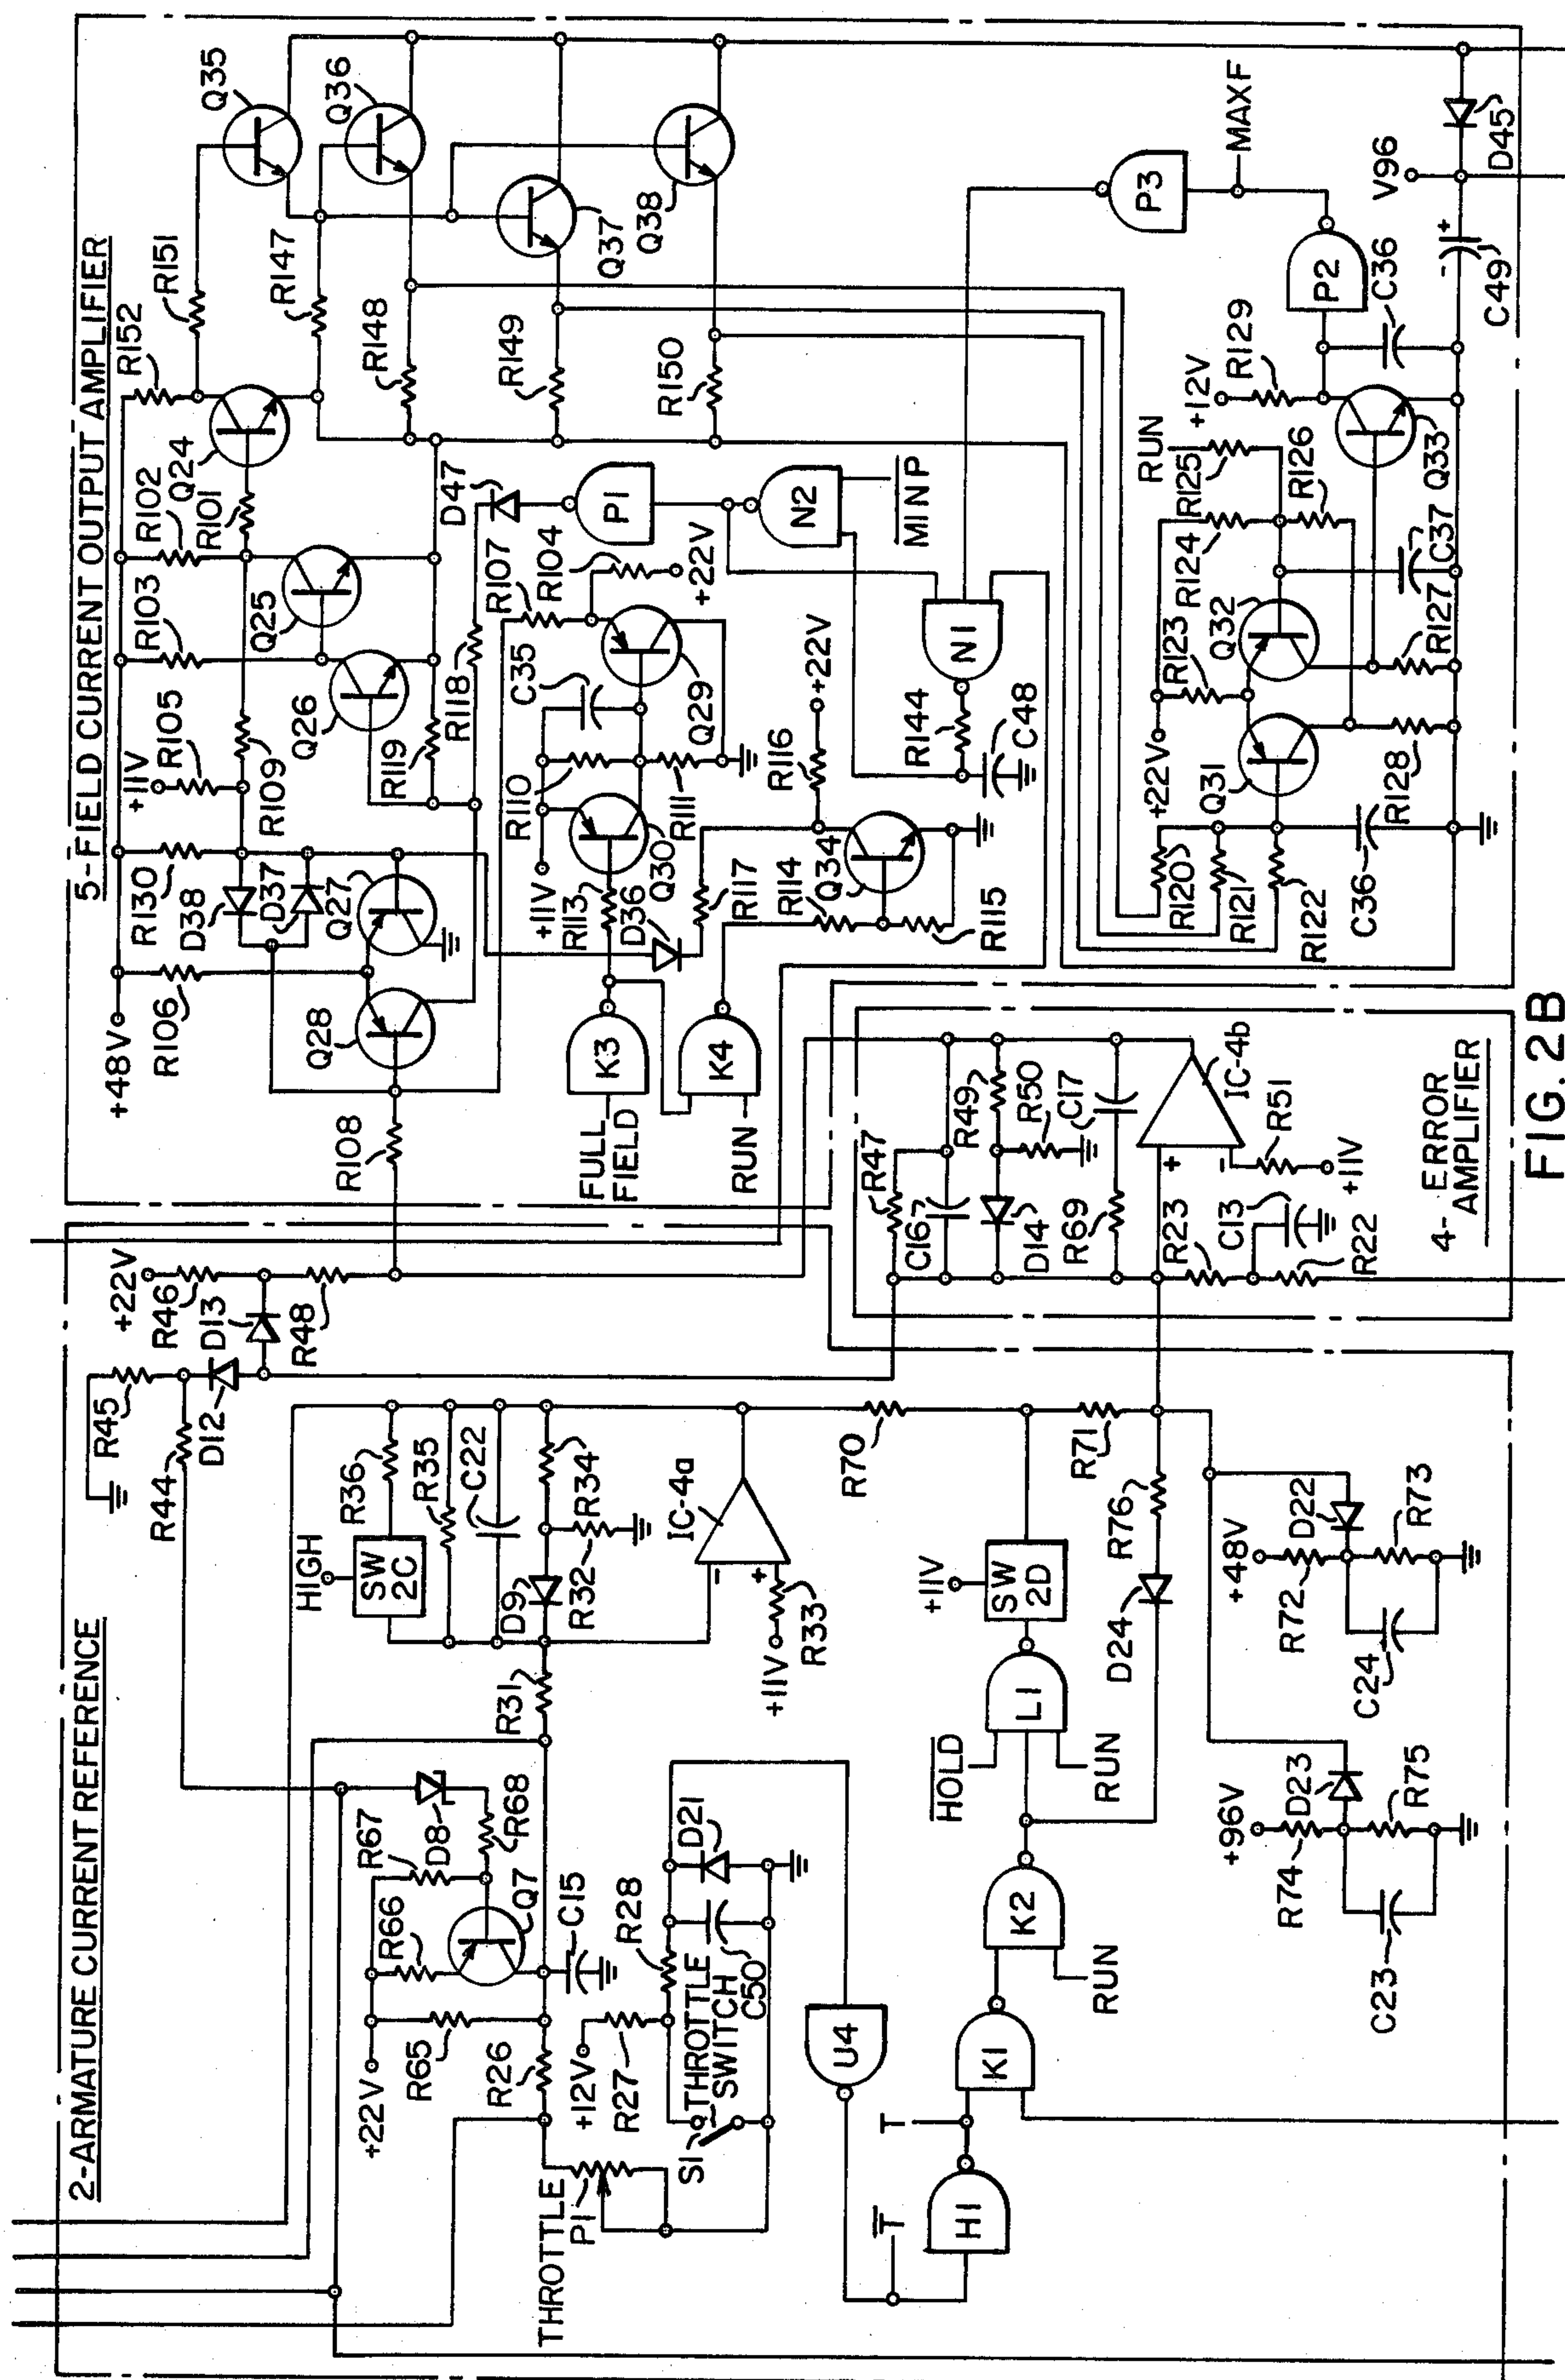 5-FIELD CURRENT OUTPUT AMPLIFIER
Q35
Q36
R152
R151
R147
R148
R149
R150
Q37
Q38
Q24
R102
R101
R103
Q25
R105
+11V
Q26
R109
R119
R118
R130
D38
D37
Q27
R106
+48V
Q28
R108
D47
P1
N2
MINP
R107
R104
+22V
C35
Q29
R110
R111
+11V
R113
Q30
D36
R117
R116
+22V
R114
Q34
R115
N1
R144
C48
K3
K4
FULL
FIELD
RUN
P3
MAXF
P2
C36
V96
D45
C49
+ -
+12V
R129
RUN
R125
R126
Q33
R124
C37
R123
Q32
R127
+22V
Q31
R128
R120
R121
R122
C36
2-ARMATURE CURRENT REFERENCE
+22V
R46
D13
R48
R45
D12
R44
HIGH
R36
SW
2C
R35
C22
R34
D9
R32
IC-4a
- +
+11V
R33
R31
R70
R71
R67
D8
R68
R66
Q7
C15
+22V
R65
R26
+12V
R27
R28
D21
C50
THROTTLE
SWITCH
S1
THROTTLE
P1
U4
T
T
H1
K1
K2
RUN
HOLD
L1
RUN
+11V
SW
2D
D24
R76
+48V
D22
R72
R73
C24
+96V
D23
R74
R75
C23
R47
C16
R49
D14
R50
C17
R69
IC-4b
+ -
R23
C13
R51
+11V
R22
4- ERROR
AMPLIFIER
FIG. 2B